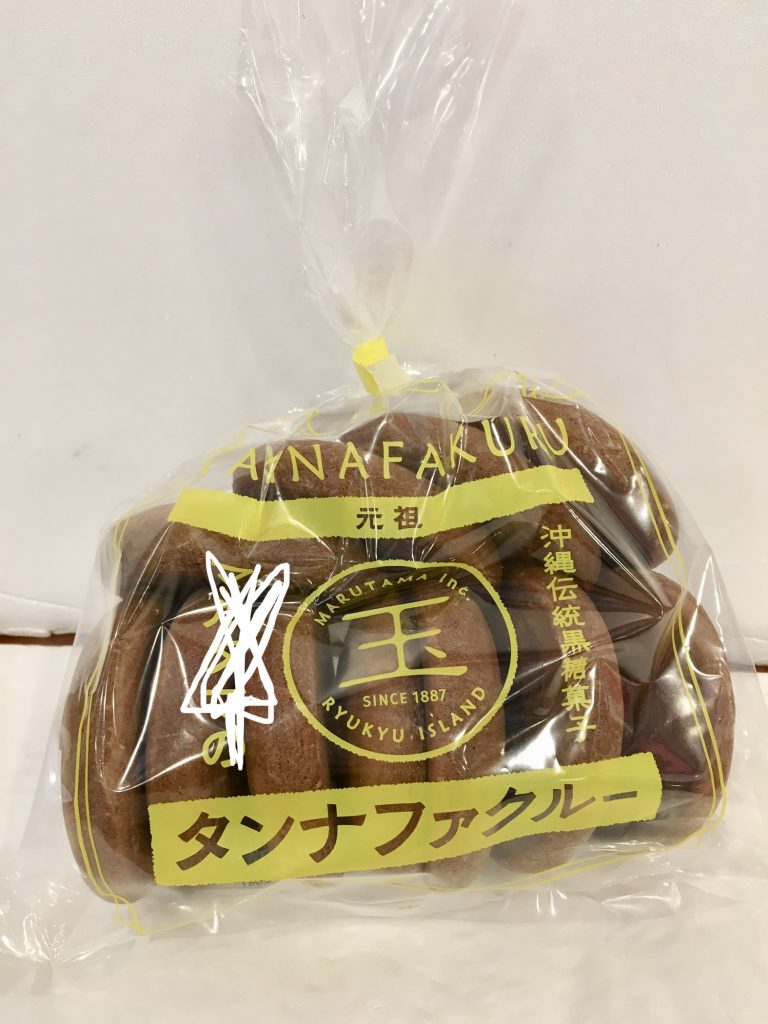 TANNAFAKURU
元祖
沖縄伝統黒糖菓子
MARUTAMA Inc.
玉
SINCE 1887
RYUKYU ISLAND
の
タンナファクルー